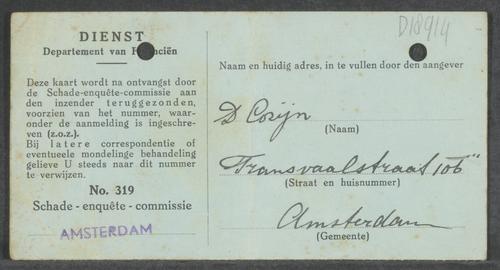 DIENST
Departement van Financiën
Deze kaart wordt na ontvangst door
de Schade-enquête-commissie aan
den inzender teruggezonden,
voorzien van het nummer, waar-
onder de aanmelding is ingeschre-
ven (z.o.z.).
Bij latere correspondentie of
eventueele mondelinge behandeling
gelieve U steeds naar dit nummer
te verwijzen.
No. 319
Schade - enquête - commissie
AMSTERDAM
D18914
Naam en huidig adres, in te vullen door den aangever
D Cosijn
(Naam)
Transvaalstraat 106
(Straat en huisnummer)
Amsterdam
(Gemeente)